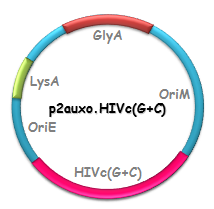 GlyA
LysA
OriM
p2auxo.HIVc(G+C)
OriE
HIVc(G+C)